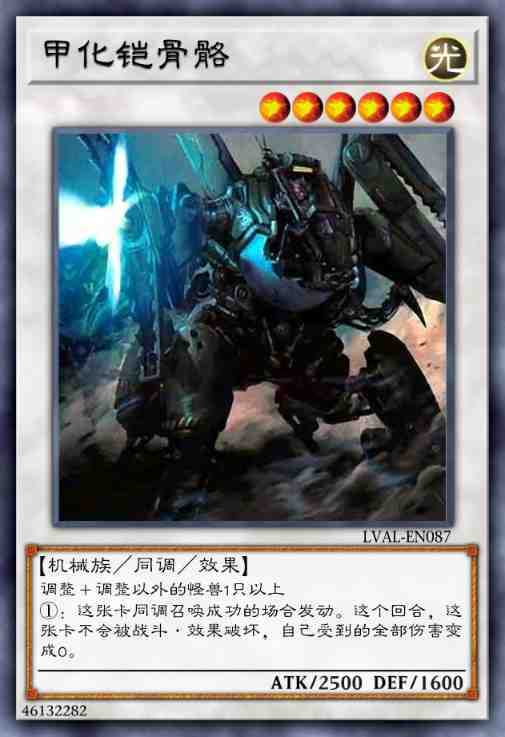 甲化铠骨骼
光
LVAL-EN087
【机械族／同调／效果】
调整＋调整以外的怪兽1只以上
①：这张卡同调召唤成功的场合发动。这个回合，这
张卡不会被战斗·效果破坏，自己受到的全部伤害变
成0。
ATK/2500 DEF/1600
46132282